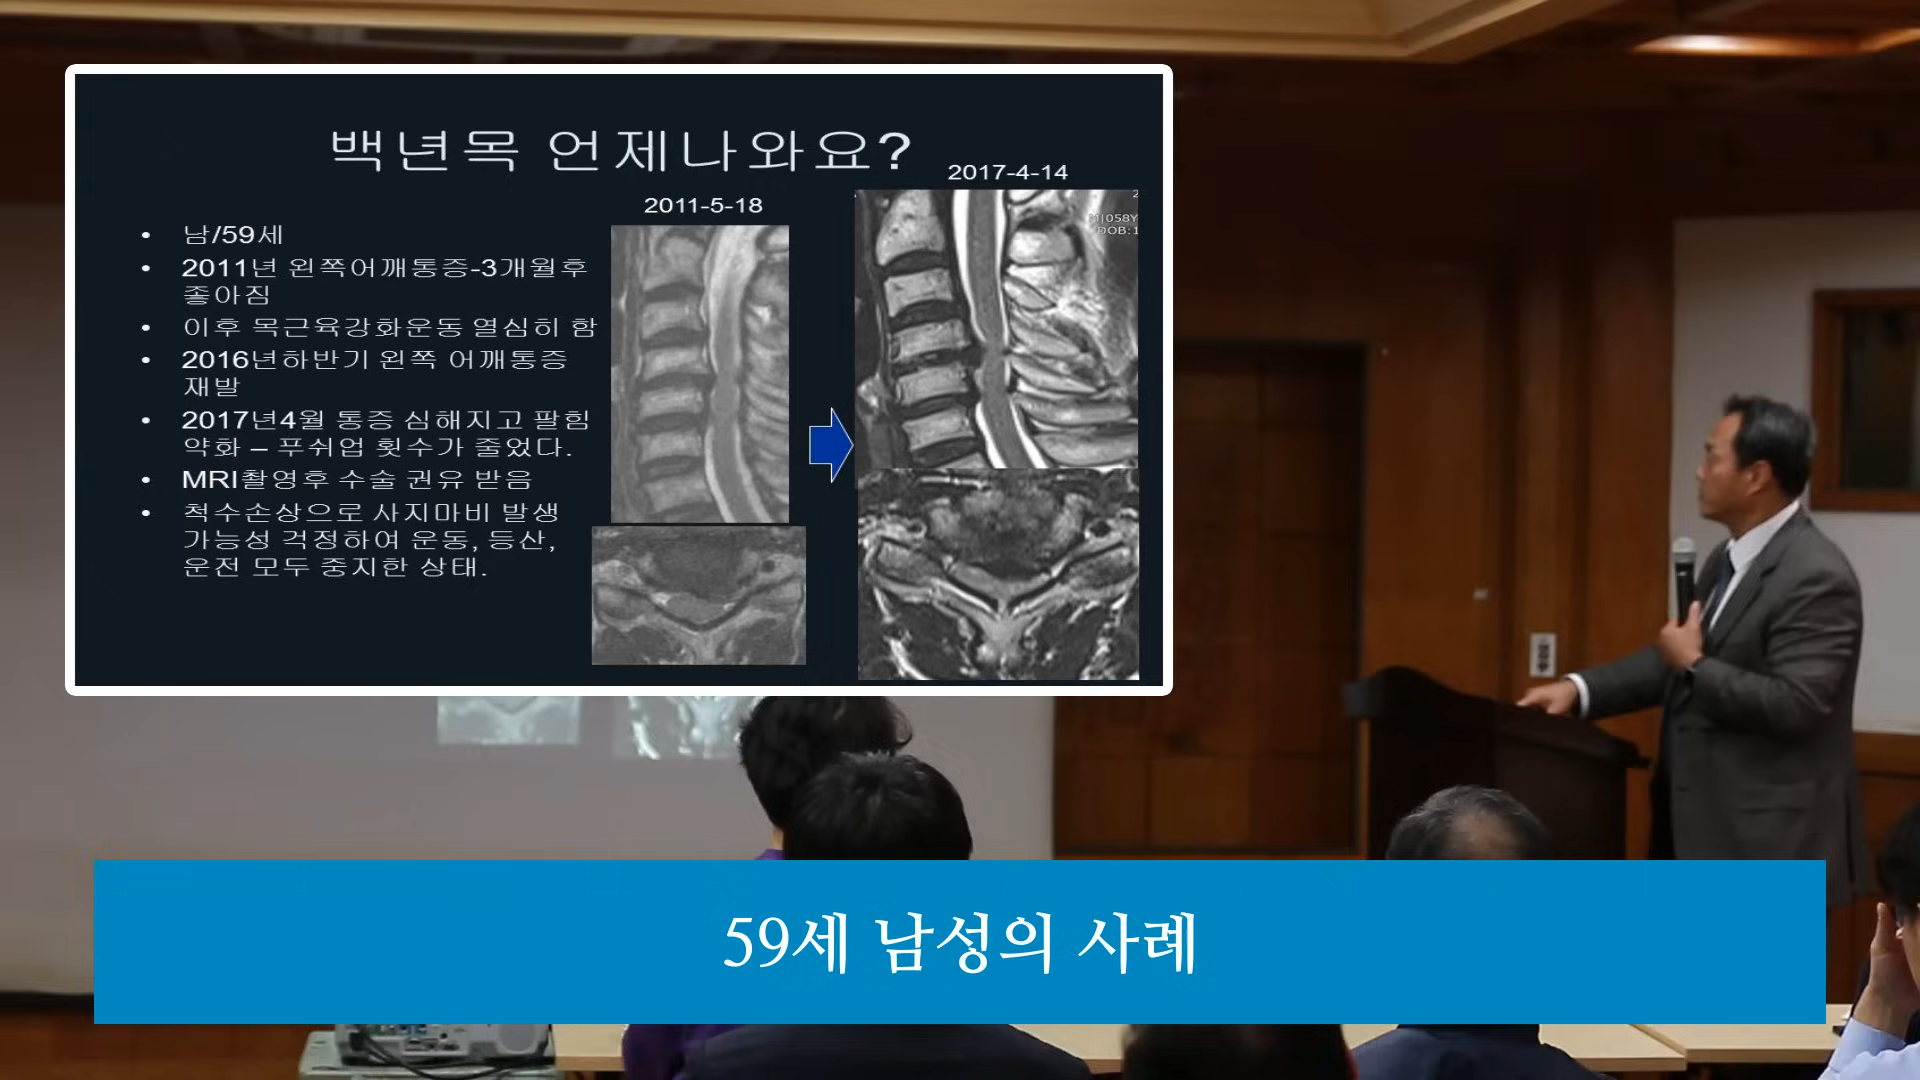 백년목 언제나와요?
2011-5-18
2017-4-14
• 남/59세
• 2011년 왼쪽어깨통증-3개월후
좋아짐
• 이후 목근육강화운동 열심히 함
• 2016년하반기 왼쪽 어깨통증
재발
• 2017년4월 통증 심해지고 팔힘
약화 – 푸쉬업 횟수가 줄었다.
• MRI촬영후 수술 권유 받음
• 척수손상으로 사지마비 발생
가능성 걱정하여 운동, 등산,
운전 모두 중지한 상태.
2
M|058Y
DOB:1
59세 남성의 사례